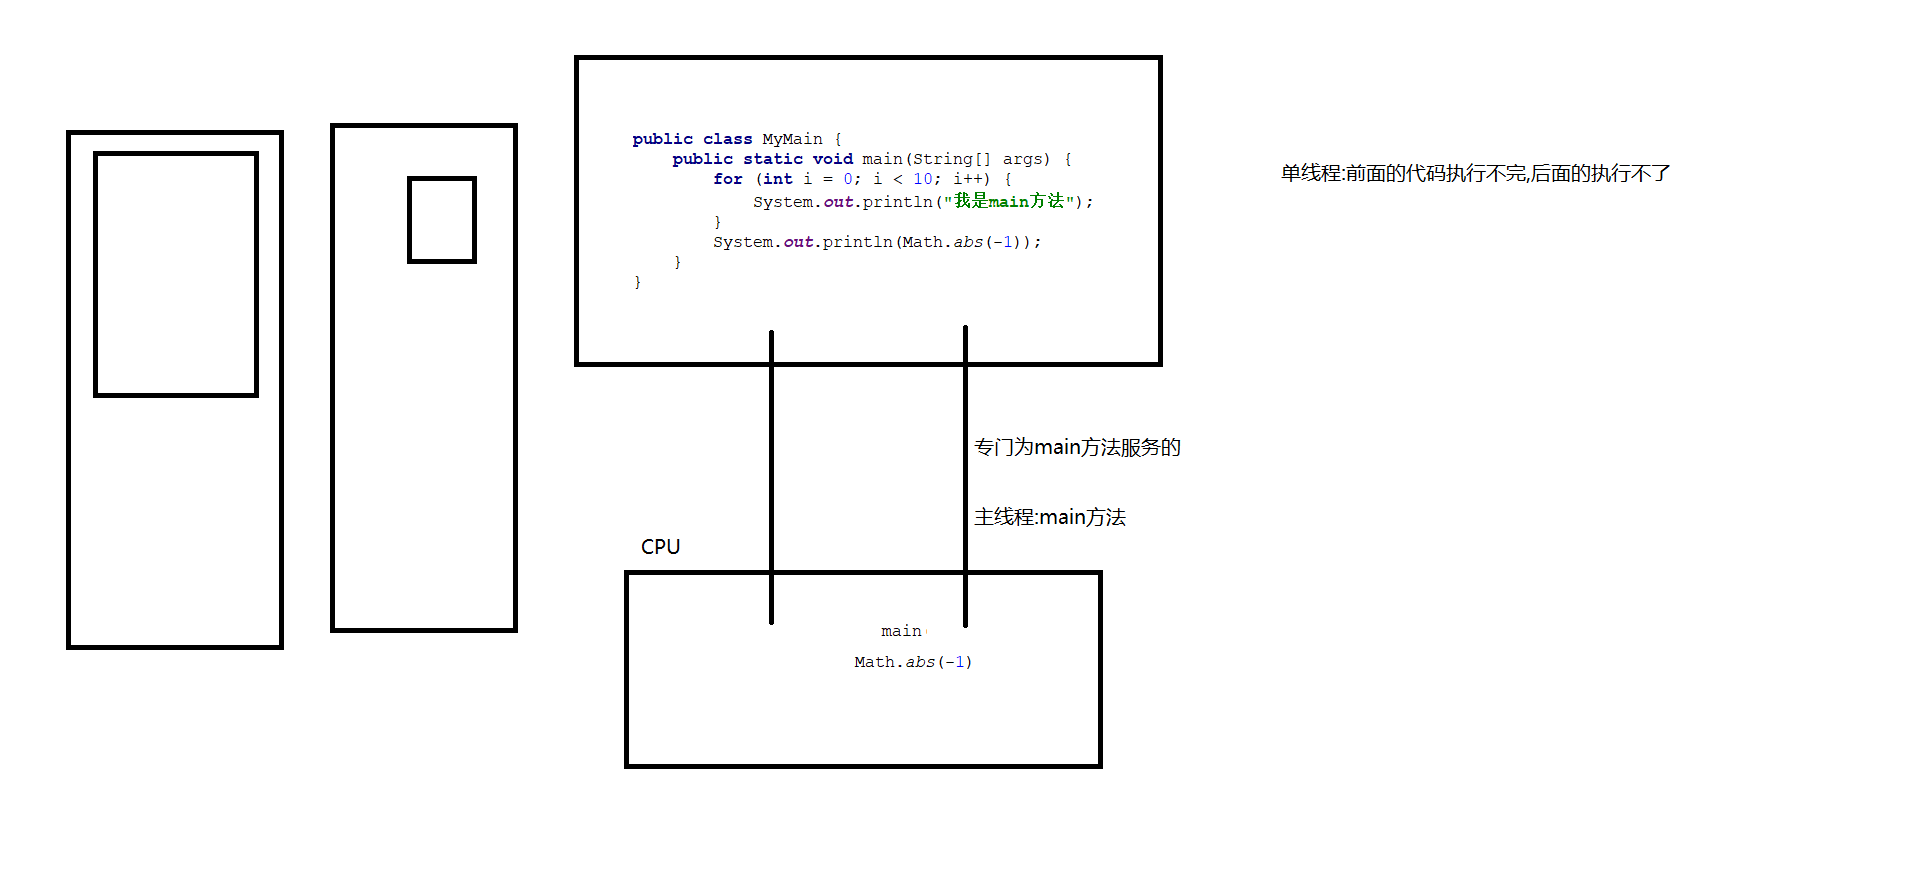 public class MyMain {
public static void main(String[] args) {
for (int i = 0; i < 10; i++) {
System.out.println("我是main方法");
}
System.out.println(Math.abs(-1));
}
}
单线程:前面的代码执行不完,后面的执行不了
专门为main方法服务的
主线程:main方法
CPU
main
Math.abs(-1)